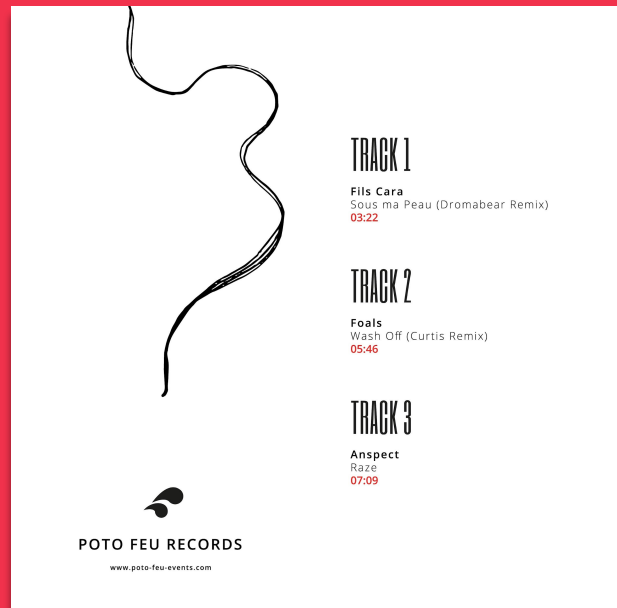 TRACK 1
Fils Cara
Sous ma Peau (Dromabear Remix)
03:22
TRACK 2
Foals
Wash Off (Curtis Remix)
05:46
TRACK 3
Anspect
Raze
07:09
POTO FEU RECORDS
www.poto-feu-events.com